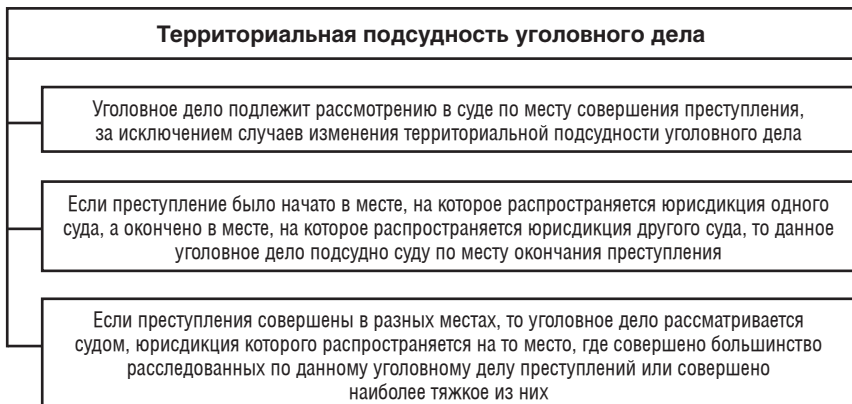 Территориальная подсудность уголовного дела
Уголовное дело подлежит рассмотрению в суде по месту совершения преступления,
за исключением случаев изменения территориальной подсудности уголовного дела
Если преступление было начато в месте, на которое распространяется юрисдикция одного
суда, а окончено в месте, на которое распространяется юрисдикция другого суда, то данное
уголовное дело подсудно суду по месту окончания преступления
Если преступления совершены в разных местах, то уголовное дело рассматривается
судом, юрисдикция которого распространяется на то место, где совершено большинство
расследованных по данному уголовному делу преступлений или совершено
наиболее тяжкое из них